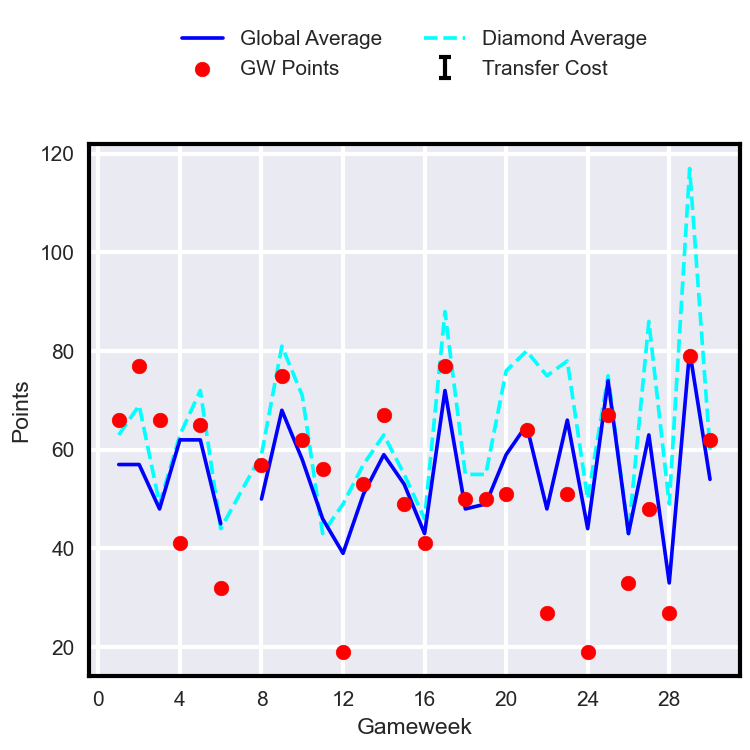 Global Average
Diamond Average
GW Points
Transfer Cost
120
100
80
60
40
20
Points
0 4 8 12 16 20 24 28
Gameweek